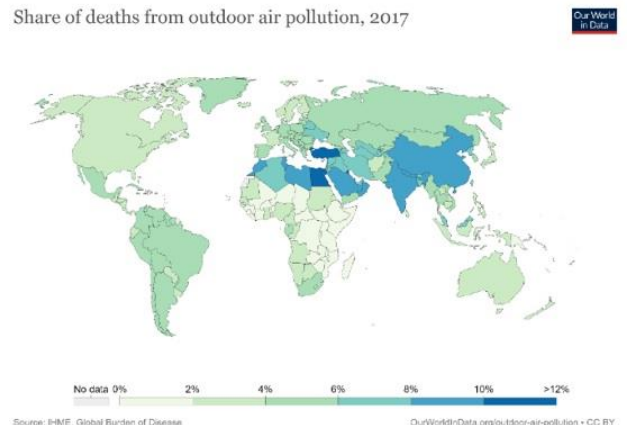 Share of deaths from outdoor air pollution, 2017
Our World
in Data
No data 0% 2% 4% 6% 8% 10% >12%
Source: IHME, Global Burden of Disease
OurWorldInData.org/outdoor-air-pollution • CC BY